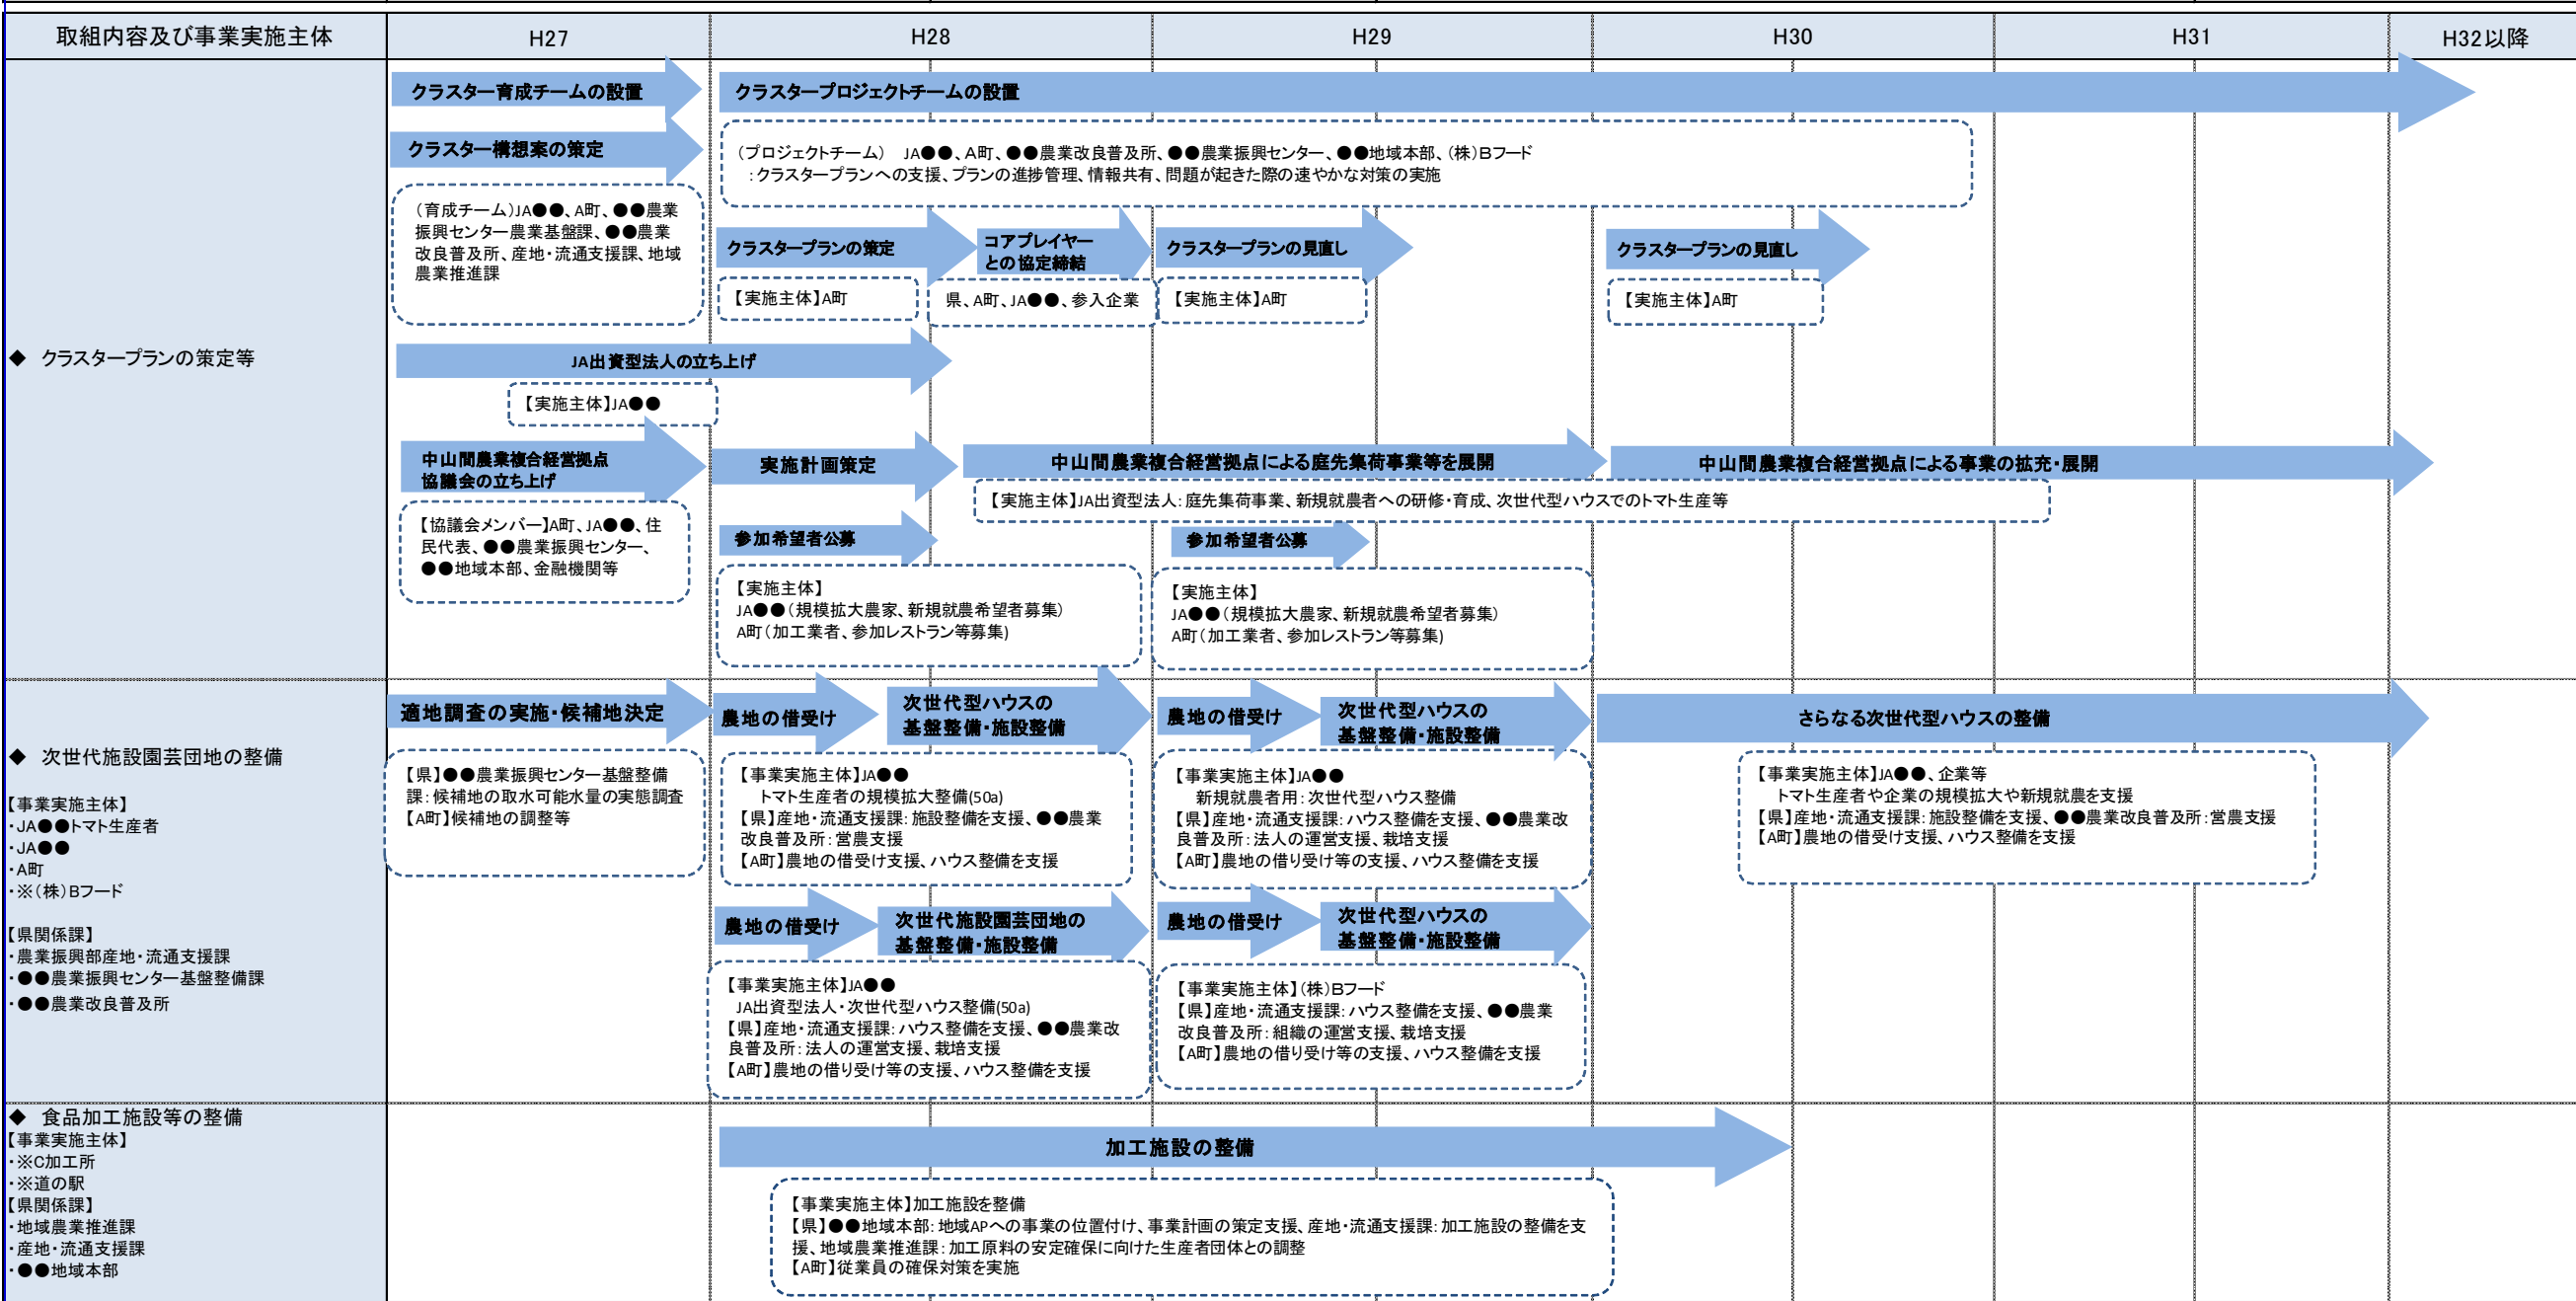 取組内容及び事業実施主体
H27
H28
H29
H30
H31
H32以降
◆ クラスタープランの策定等
クラスター育成チームの設置
クラスタープロジェクトチームの設置
クラスター構想案の策定
(プロジェクトチーム) JA●●、A町、●●農業改良普及所、●●農業振興センター、●●地域本部、(株)Bフード
:クラスタープランへの支援、プランの進捗管理、情報共有、問題が起きた際の速やかな対策の実施
(育成チーム)JA●●、A町、●●農業
振興センター農業基盤課、●●農業
改良普及所、産地・流通支援課、地域
農業推進課
クラスタープランの策定
コアプレイヤー
との協定締結
クラスタープランの見直し
クラスタープランの見直し
【実施主体】A町
県、A町、JA●●、参入企業
【実施主体】A町
【実施主体】A町
JA出資型法人の立ち上げ
【実施主体】JA●●
中山間農業複合経営拠点
協議会の立ち上げ
実施計画策定
中山間農業複合経営拠点による庭先集荷事業等を展開
中山間農業複合経営拠点による事業の拡充・展開
【実施主体】JA出資型法人:庭先集荷事業、新規就農者への研修・育成、次世代型ハウスでのトマト生産等
【協議会メンバー】A町、JA●●、住
民代表、●●農業振興センター、
●●地域本部、金融機関等
参加希望者公募
参加希望者公募
【実施主体】
JA●●(規模拡大農家、新規就農希望者募集)
A町(加工業者、参加レストラン等募集)
【実施主体】
JA●●(規模拡大農家、新規就農希望者募集)
A町(加工業者、参加レストラン等募集)
◆ 次世代施設園芸団地の整備
【事業実施主体】
・JA●●トマト生産者
・JA●●
・A町
・※(株)Bフード
【県関係課】
・農業振興部産地・流通支援課
・●●農業振興センター基盤整備課
・●●農業改良普及所
適地調査の実施・候補地決定
農地の借受け
次世代型ハウスの
基盤整備・施設整備
農地の借受け
次世代型ハウスの
基盤整備・施設整備
さらなる次世代型ハウスの整備
【県】●●農業振興センター基盤整備
課:候補地の取水可能水量の実態調査
【A町】候補地の調整等
【事業実施主体】JA●●
トマト生産者の規模拡大整備(50a)
【県】産地・流通支援課:施設整備を支援、●●農業
改良普及所:営農支援
【A町】農地の借受け支援、ハウス整備を支援
【事業実施主体】JA●●
新規就農者用:次世代型ハウス整備
【県】産地・流通支援課:ハウス整備を支援、●●農業改
良普及所:法人の運営支援、栽培支援
【A町】農地の借り受け等の支援、ハウス整備を支援
【事業実施主体】JA●●、企業等
トマト生産者や企業の規模拡大や新規就農を支援
【県】産地・流通支援課:施設整備を支援、●●農業改良普及所:営農支援
【A町】農地の借受け支援、ハウス整備を支援
農地の借受け
次世代施設園芸団地の
基盤整備・施設整備
農地の借受け
次世代型ハウスの
基盤整備・施設整備
【事業実施主体】JA●●
JA出資型法人・次世代型ハウス整備(50a)
【県】産地・流通支援課:ハウス整備を支援、●●農業改
良普及所:法人の運営支援、栽培支援
【A町】農地の借り受け等の支援、ハウス整備を支援
【事業実施主体】(株)Bフード
【県】産地・流通支援課:ハウス整備を支援、●●農業
改良普及所:組織の運営支援、栽培支援
【A町】農地の借り受け等の支援、ハウス整備を支援
◆ 食品加工施設等の整備
【事業実施主体】
・※C加工所
・※道の駅
【県関係課】
・地域農業推進課
・産地・流通支援課
・●●地域本部
加工施設の整備
【事業実施主体】加工施設を整備
【県】●●地域本部:地域APへの事業の位置付け、事業計画の策定支援、産地・流通支援課:加工施設の整備を支
援、地域農業推進課:加工原料の安定確保に向けた生産者団体との調整
【A町】従業員の確保対策を実施